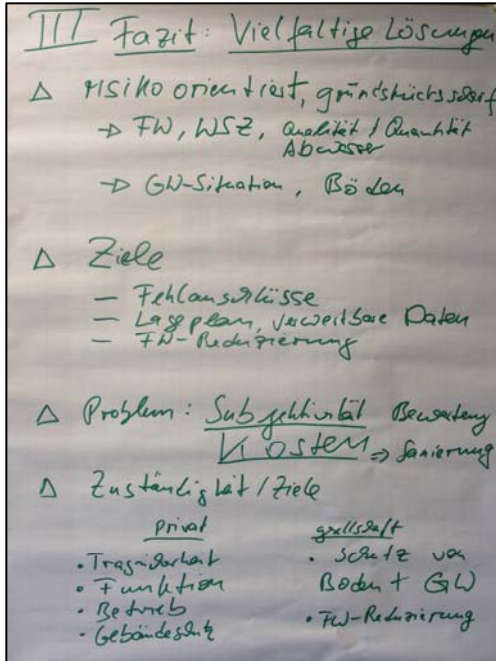 III Fazit: Vielfältige Lösungen
△ risikoorientiert, grundstücksscharf
→ FW, WSZ, Qualität / Quantität
Abwasser
→ GW-Situation, Böden
△ Ziele
– Fehlanschlüsse
– Lageplan, verwertbare Daten
– FW-Reduzierung
△ Problem: Subjektivität Bewertung
Kosten ⇒ Sanierung
△ Zuständigkeit / Ziele
privat
• Tragsicherheit
• Funktion
• Betrieb
• Gebäudeschutz
gesellschaft
• Schutz von
Boden + GW
• FW-Reduzierung